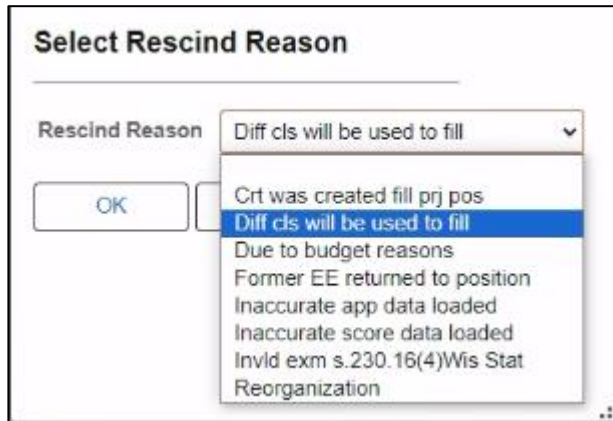 Select Rescind Reason
Rescind Reason Diff cls will be used to fill
OK
Crt was created fill prj pos
Diff cls will be used to fill
Due to budget reasons
Former EE returned to position
Inaccurate app data loaded
Inaccurate score data loaded
Invld exm s.230.16(4)Wis Stat
Reorganization